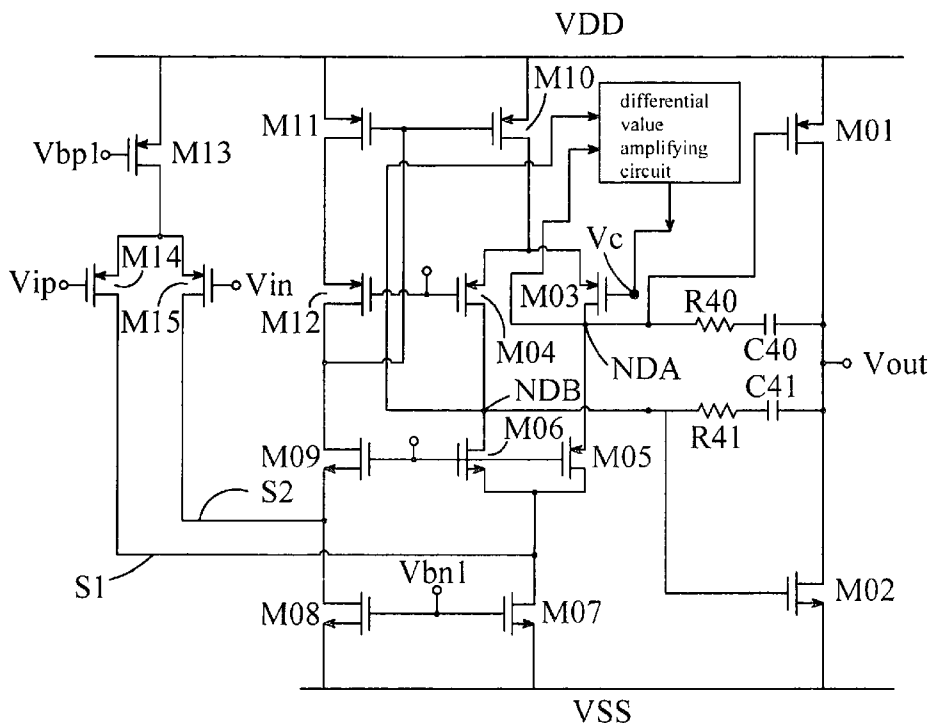 VDD
M10
M11
differential
value
amplifying
circuit
M01
Vbp1
M13
Vc
M14
Vip
M15
Vin
M12
M03
R40
M04
NDA
C40
Vout
NDB
C41
M06
R41
M09
M05
S2
S1
Vbn1
M08
M07
M02
VSS